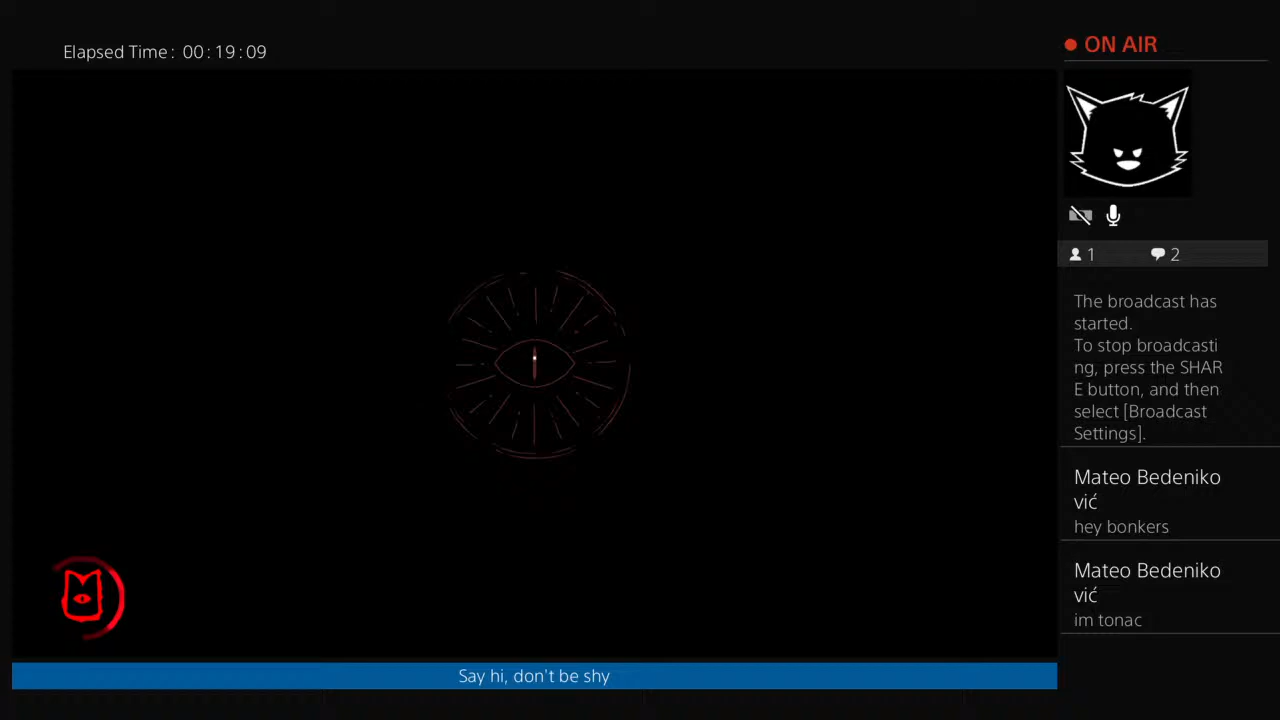 Elapsed Time: 00:19:09
ON AIR
1 2
The broadcast has
started.
To stop broadcasti
ng, press the SHAR
E button, and then
select [Broadcast
Settings].
Mateo Bedeniko
vić
hey bonkers
Mateo Bedeniko
vić
im tonac
Say hi, don't be shy